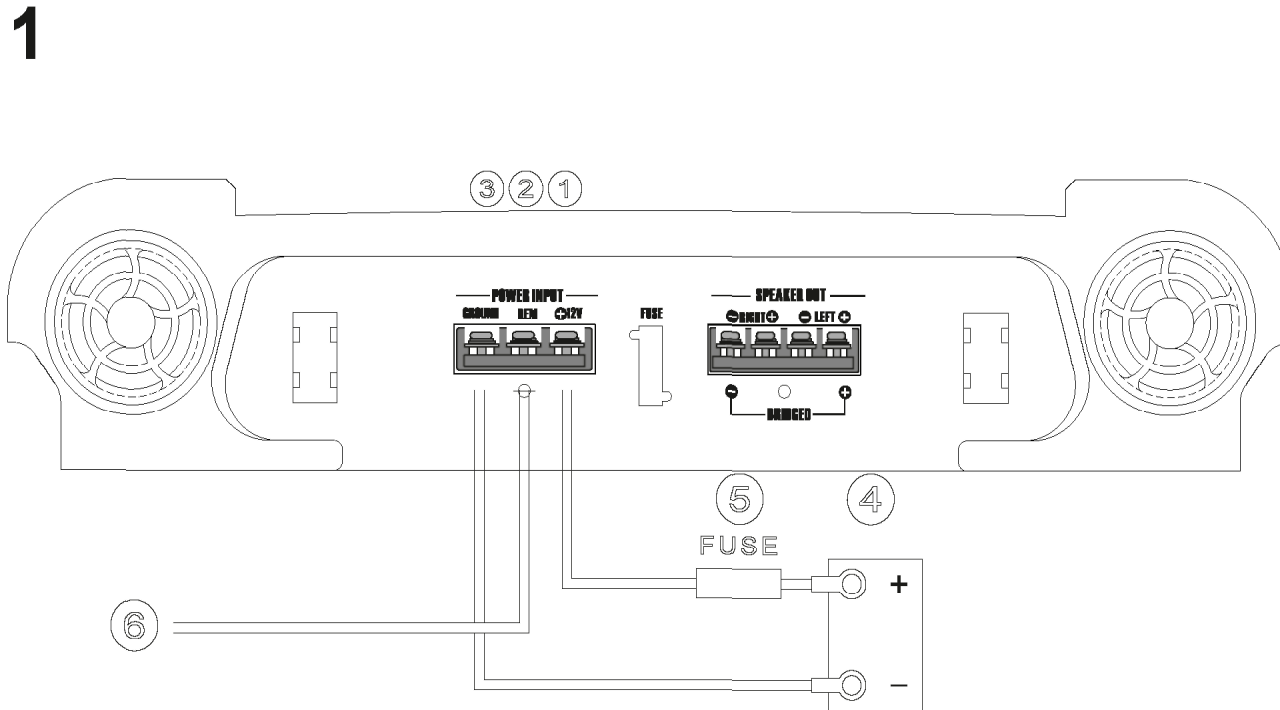 1
3 2 1
POWER INPUT
GROUND REM +12V
FUSE
SPEAKER OUT
- RIGHT + - LEFT +
- +
BRIDGED
5 4
FUSE
+
6
−